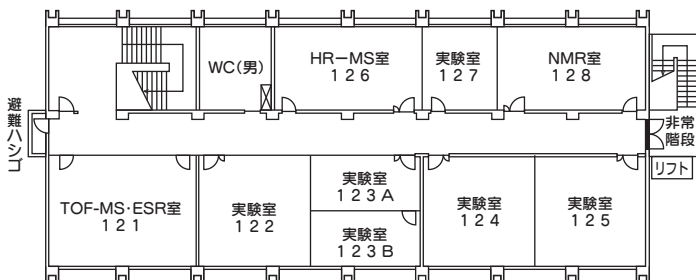 WC(男)
HR－MS室
126
実験室
127
NMR室
128
避難ハシゴ
非常
階段
リフト
TOF-MS･ESR室
121
実験室
122
実験室
123A
実験室
123B
実験室
124
実験室
125